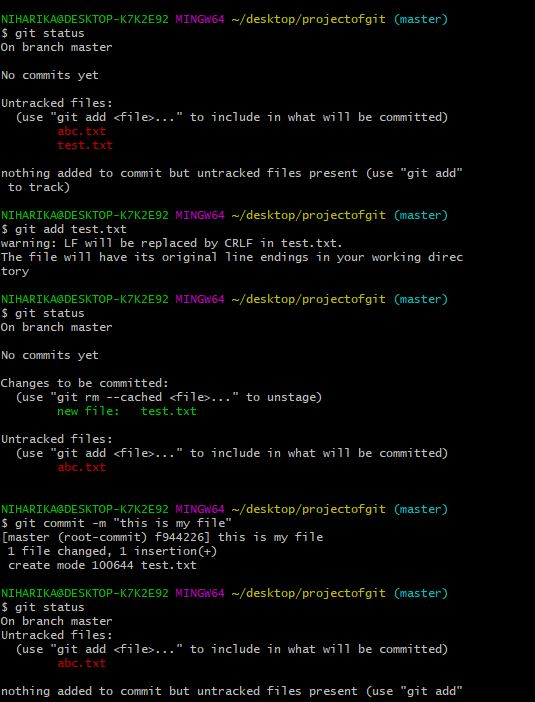 NIHARIKA@DESKTOP-K7K2E92 MINGW64 ~/desktop/projectofgit (master)
$ git status
On branch master

No commits yet

Untracked files:
  (use "git add <file>..." to include in what will be committed)
        abc.txt
        test.txt

nothing added to commit but untracked files present (use "git add"
 to track)

NIHARIKA@DESKTOP-K7K2E92 MINGW64 ~/desktop/projectofgit (master)
$ git add test.txt
warning: LF will be replaced by CRLF in test.txt.
The file will have its original line endings in your working direc
tory

NIHARIKA@DESKTOP-K7K2E92 MINGW64 ~/desktop/projectofgit (master)
$ git status
On branch master

No commits yet

Changes to be committed:
  (use "git rm --cached <file>..." to unstage)
        new file:   test.txt

Untracked files:
  (use "git add <file>..." to include in what will be committed)
        abc.txt


NIHARIKA@DESKTOP-K7K2E92 MINGW64 ~/desktop/projectofgit (master)
$ git commit -m "this is my file"
[master (root-commit) f944226] this is my file
 1 file changed, 1 insertion(+)
 create mode 100644 test.txt

NIHARIKA@DESKTOP-K7K2E92 MINGW64 ~/desktop/projectofgit (master)
$ git status
On branch master
Untracked files:
  (use "git add <file>..." to include in what will be committed)
        abc.txt

nothing added to commit but untracked files present (use "git add"